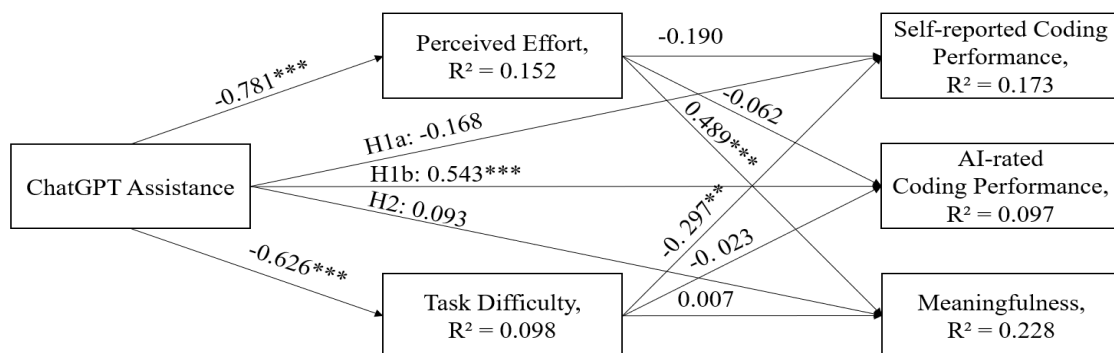 Perceived Effort,
R² = 0.152
-0.190
Self-reported Coding
Performance,
R² = 0.173
-0.781***
-0.062
H1a: -0.168
0.489***
ChatGPT Assistance
H1b: 0.543***
AI-rated
Coding Performance,
R² = 0.097
H2: 0.093
-0. 297**
-0. 023
-0.626***
0.007
Task Difficulty,
R² = 0.098
Meaningfulness,
R² = 0.228